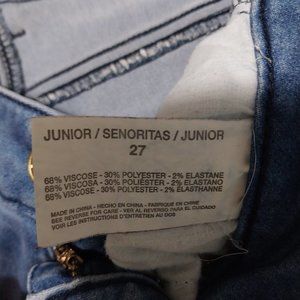 JUNIOR / SENORITAS / JUNIOR
27
68% VISCOSE - 30% POLYESTER - 2% ELASTANE
68% VISCOSA - 30% POLIÉSTER - 2% ELASTANO
68% VISCOSE - 30% POLYESTER - 2% ELASTHANNE
MADE IN CHINA - HECHO EN CHINA - FABRIQUE EN CHINE
SEE REVERSE FOR CARE - VER AL REVERSO PARA EL CUIDADO
VOIR LES INSTRUCTIONS D'ENTRETIEN AU DOS